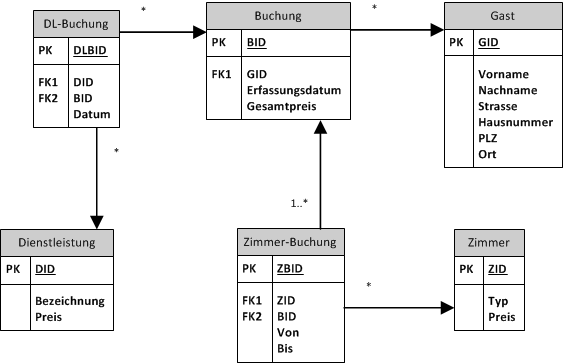 DL-Buchung
PK DLBID
FK1 DID
FK2 BID
Datum
*
*
Buchung
PK BID
FK1 GID
Erfassungsdatum
Gesamtpreis
*
Gast
PK GID
Vorname
Nachname
Strasse
Hausnummer
PLZ
Ort
1..*
Dienstleistung
PK DID
Bezeichnung
Preis
Zimmer-Buchung
PK ZBID
FK1 ZID
FK2 BID
Von
Bis
*
Zimmer
PK ZID
Typ
Preis